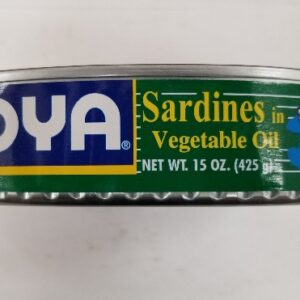 OYA®
Sardines in
Vegetable Oil
NET WT. 15 OZ. (425 g)